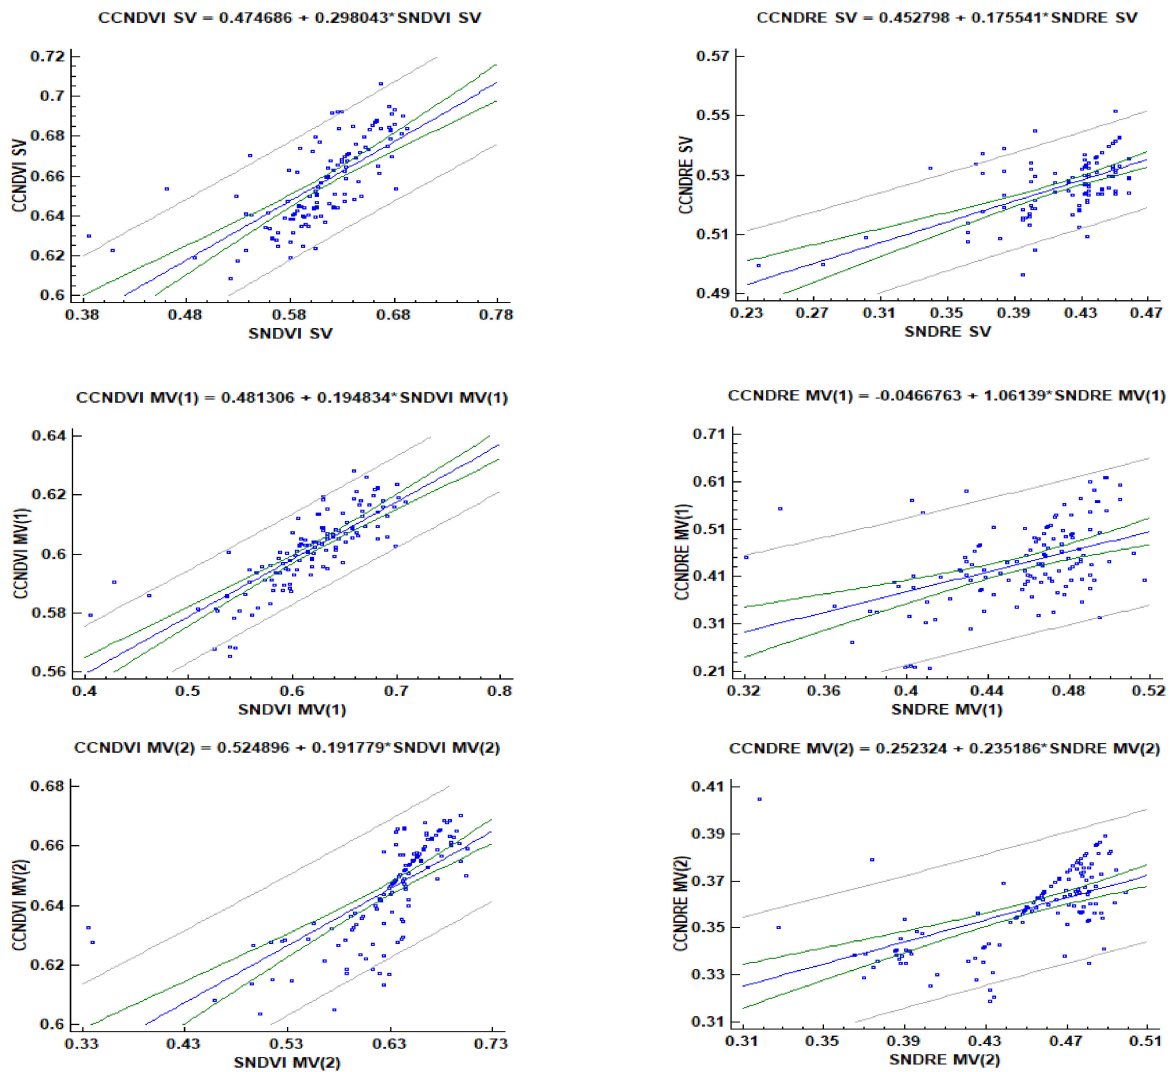 CCNDVI SV = 0.474686 + 0.298043*SNDVI SV
0.72
0.7
0.68
0.66
0.64
0.62
0.6
CCNDVI SV
0.38 0.48 0.58 0.68 0.78
SNDVI SV
CCNDRE SV = 0.452798 + 0.175541*SNDRE SV
0.57
0.55
0.53
0.51
0.49
CCNDRE SV
0.23 0.27 0.31 0.35 0.39 0.43 0.47
SNDRE SV
CCNDVI MV(1) = 0.481306 + 0.194834*SNDVI MV(1)
0.64
0.62
0.6
0.58
0.56
CCNDVI MV(1)
0.4 0.5 0.6 0.7 0.8
SNDVI MV(1)
CCNDRE MV(1) = -0.0466763 + 1.06139*SNDRE MV(1)
0.71
0.61
0.51
0.41
0.31
0.21
CCNDRE MV(1)
0.32 0.36 0.4 0.44 0.48 0.52
SNDRE MV(1)
CCNDVI MV(2) = 0.524896 + 0.191779*SNDVI MV(2)
0.68
0.66
0.64
0.62
0.6
CCNDVI MV(2)
0.33 0.43 0.53 0.63 0.73
SNDVI MV(2)
CCNDRE MV(2) = 0.252324 + 0.235186*SNDRE MV(2)
0.41
0.39
0.37
0.35
0.33
0.31
CCNDRE MV(2)
0.31 0.35 0.39 0.43 0.47 0.51
SNDRE MV(2)